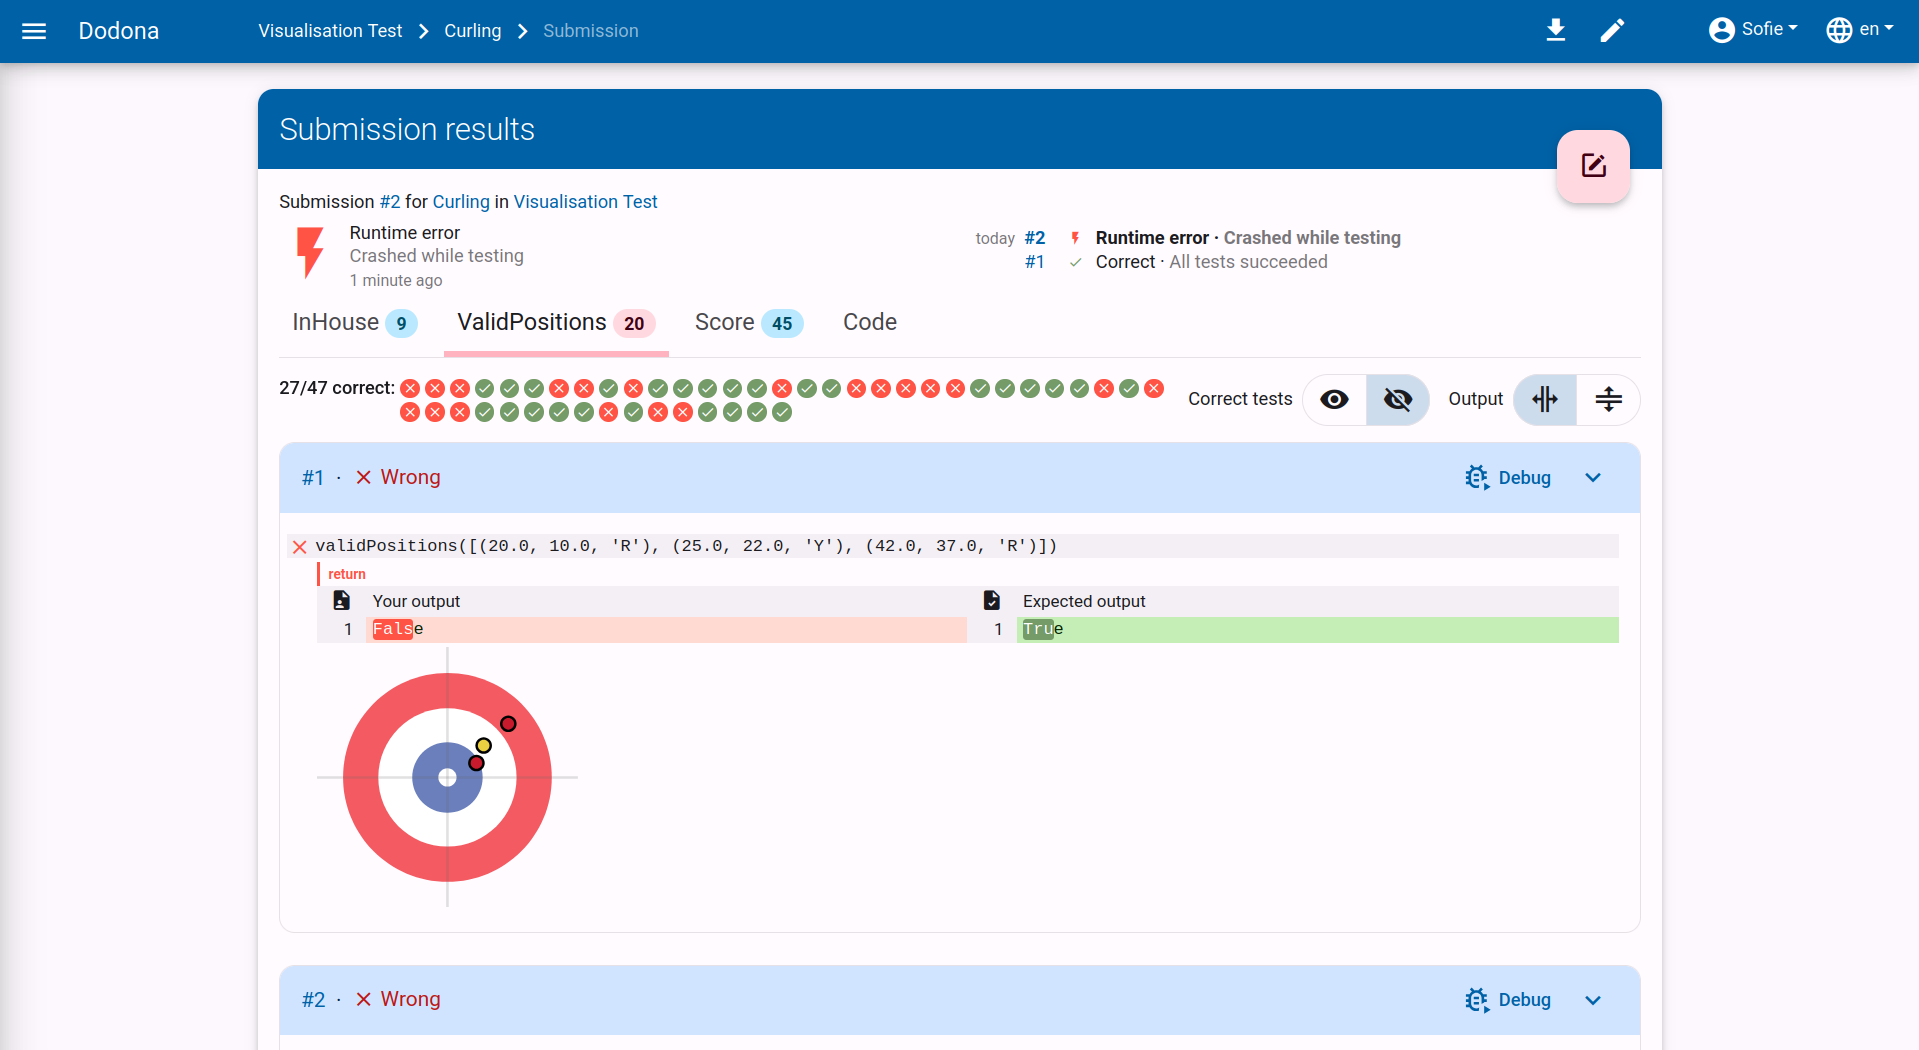 Dodona
Visualisation Test > Curling > Submission
Sofie
en
Submission results
Submission #2 for Curling in Visualisation Test
Runtime error
Crashed while testing
1 minute ago
today #2 Runtime error · Crashed while testing
#1 Correct · All tests succeeded
InHouse 9 ValidPositions 20 Score 45 Code
27/47 correct:
Correct tests
Output
#1 · Wrong
Debug
validPositions([(20.0, 10.0, 'R'), (25.0, 22.0, 'Y'), (42.0, 37.0, 'R')])
return
Your output Expected output
1 False 1 True
#2 · Wrong
Debug